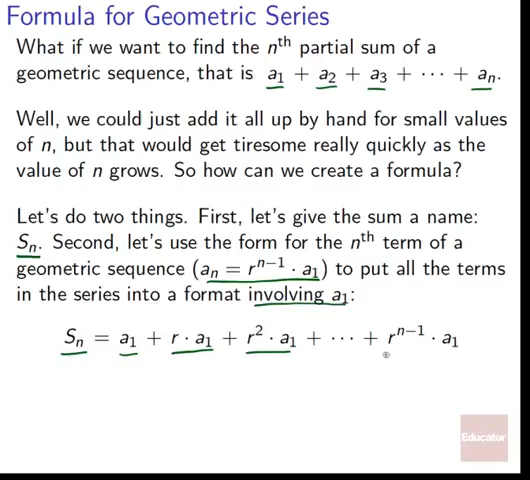 Formula for Geometric Series
What if we want to find the nᵗʰ partial sum of a
geometric sequence, that is a₁ + a₂ + a₃ + ⋯ + aₙ.
Well, we could just add it all up by hand for small values
of n, but that would get tiresome really quickly as the
value of n grows. So how can we create a formula?
Let's do two things. First, let's give the sum a name:
Sₙ. Second, let's use the form for the nᵗʰ term of a
geometric sequence (aₙ = rⁿ⁻¹ · a₁) to put all the terms
in the series into a format involving a₁:
Sₙ = a₁ + r · a₁ + r² · a₁ + ⋯ + rⁿ⁻¹ · a₁
Educator